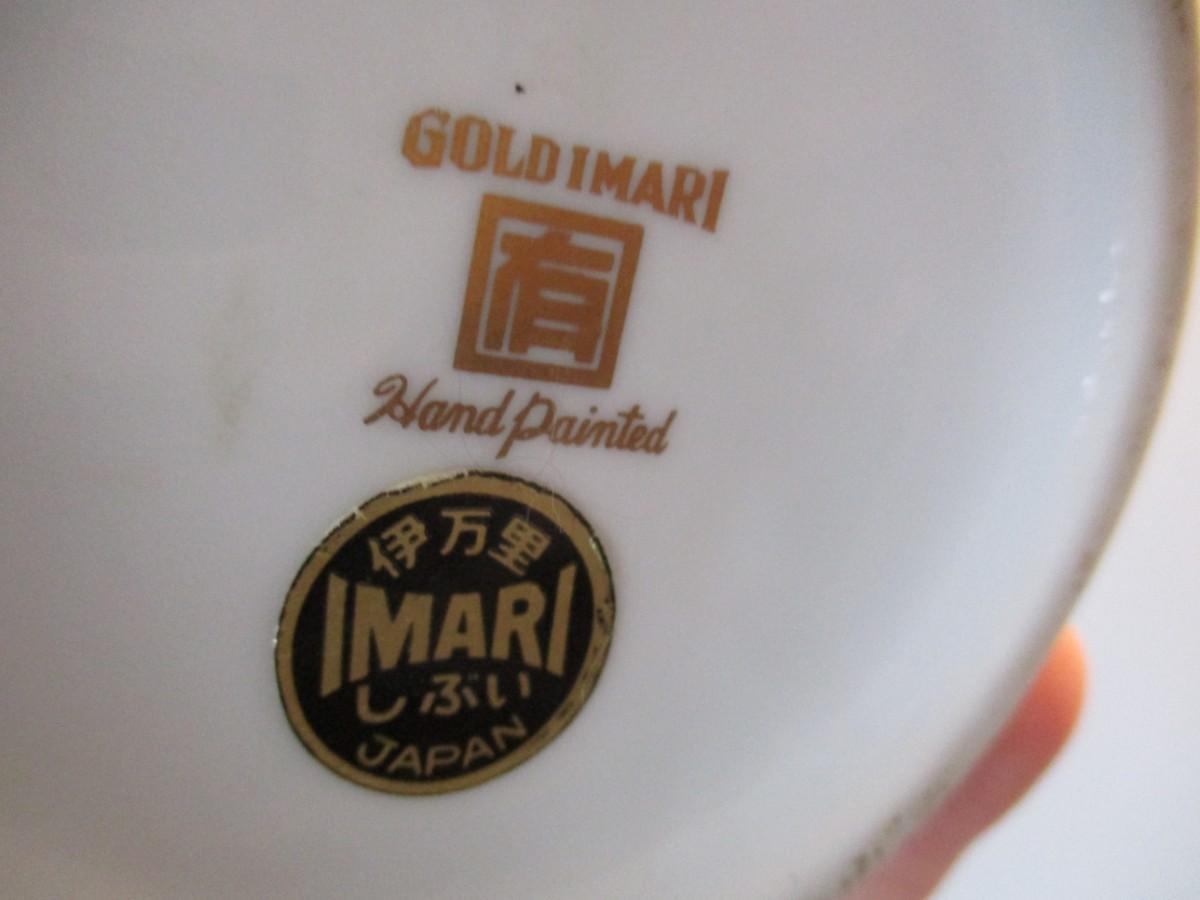 GOLD IMARI
有
Hand Painted
伊万里
IMARI
しぶい
JAPAN